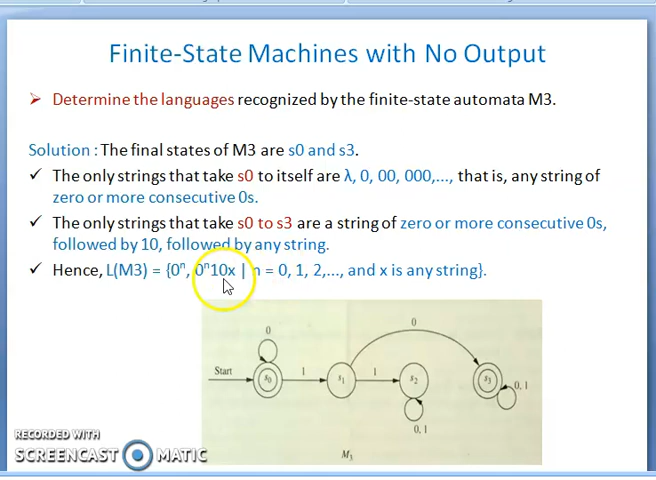 Finite-State Machines with No Output
➢ Determine the languages recognized by the finite-state automata M3.
Solution : The final states of M3 are s0 and s3.
✓ The only strings that take s0 to itself are λ, 0, 00, 000,..., that is, any string of
zero or more consecutive 0s.
✓ The only strings that take s0 to s3 are a string of zero or more consecutive 0s,
followed by 10, followed by any string.
✓ Hence, L(M3) = {0ⁿ, 0ⁿ10x | n = 0, 1, 2,..., and x is any string}.
0
0
Start
s₀
1
s₁
1
s₂
s₃
0, 1
0, 1
M₃
RECORDED WITH
SCREENCAST MATIC